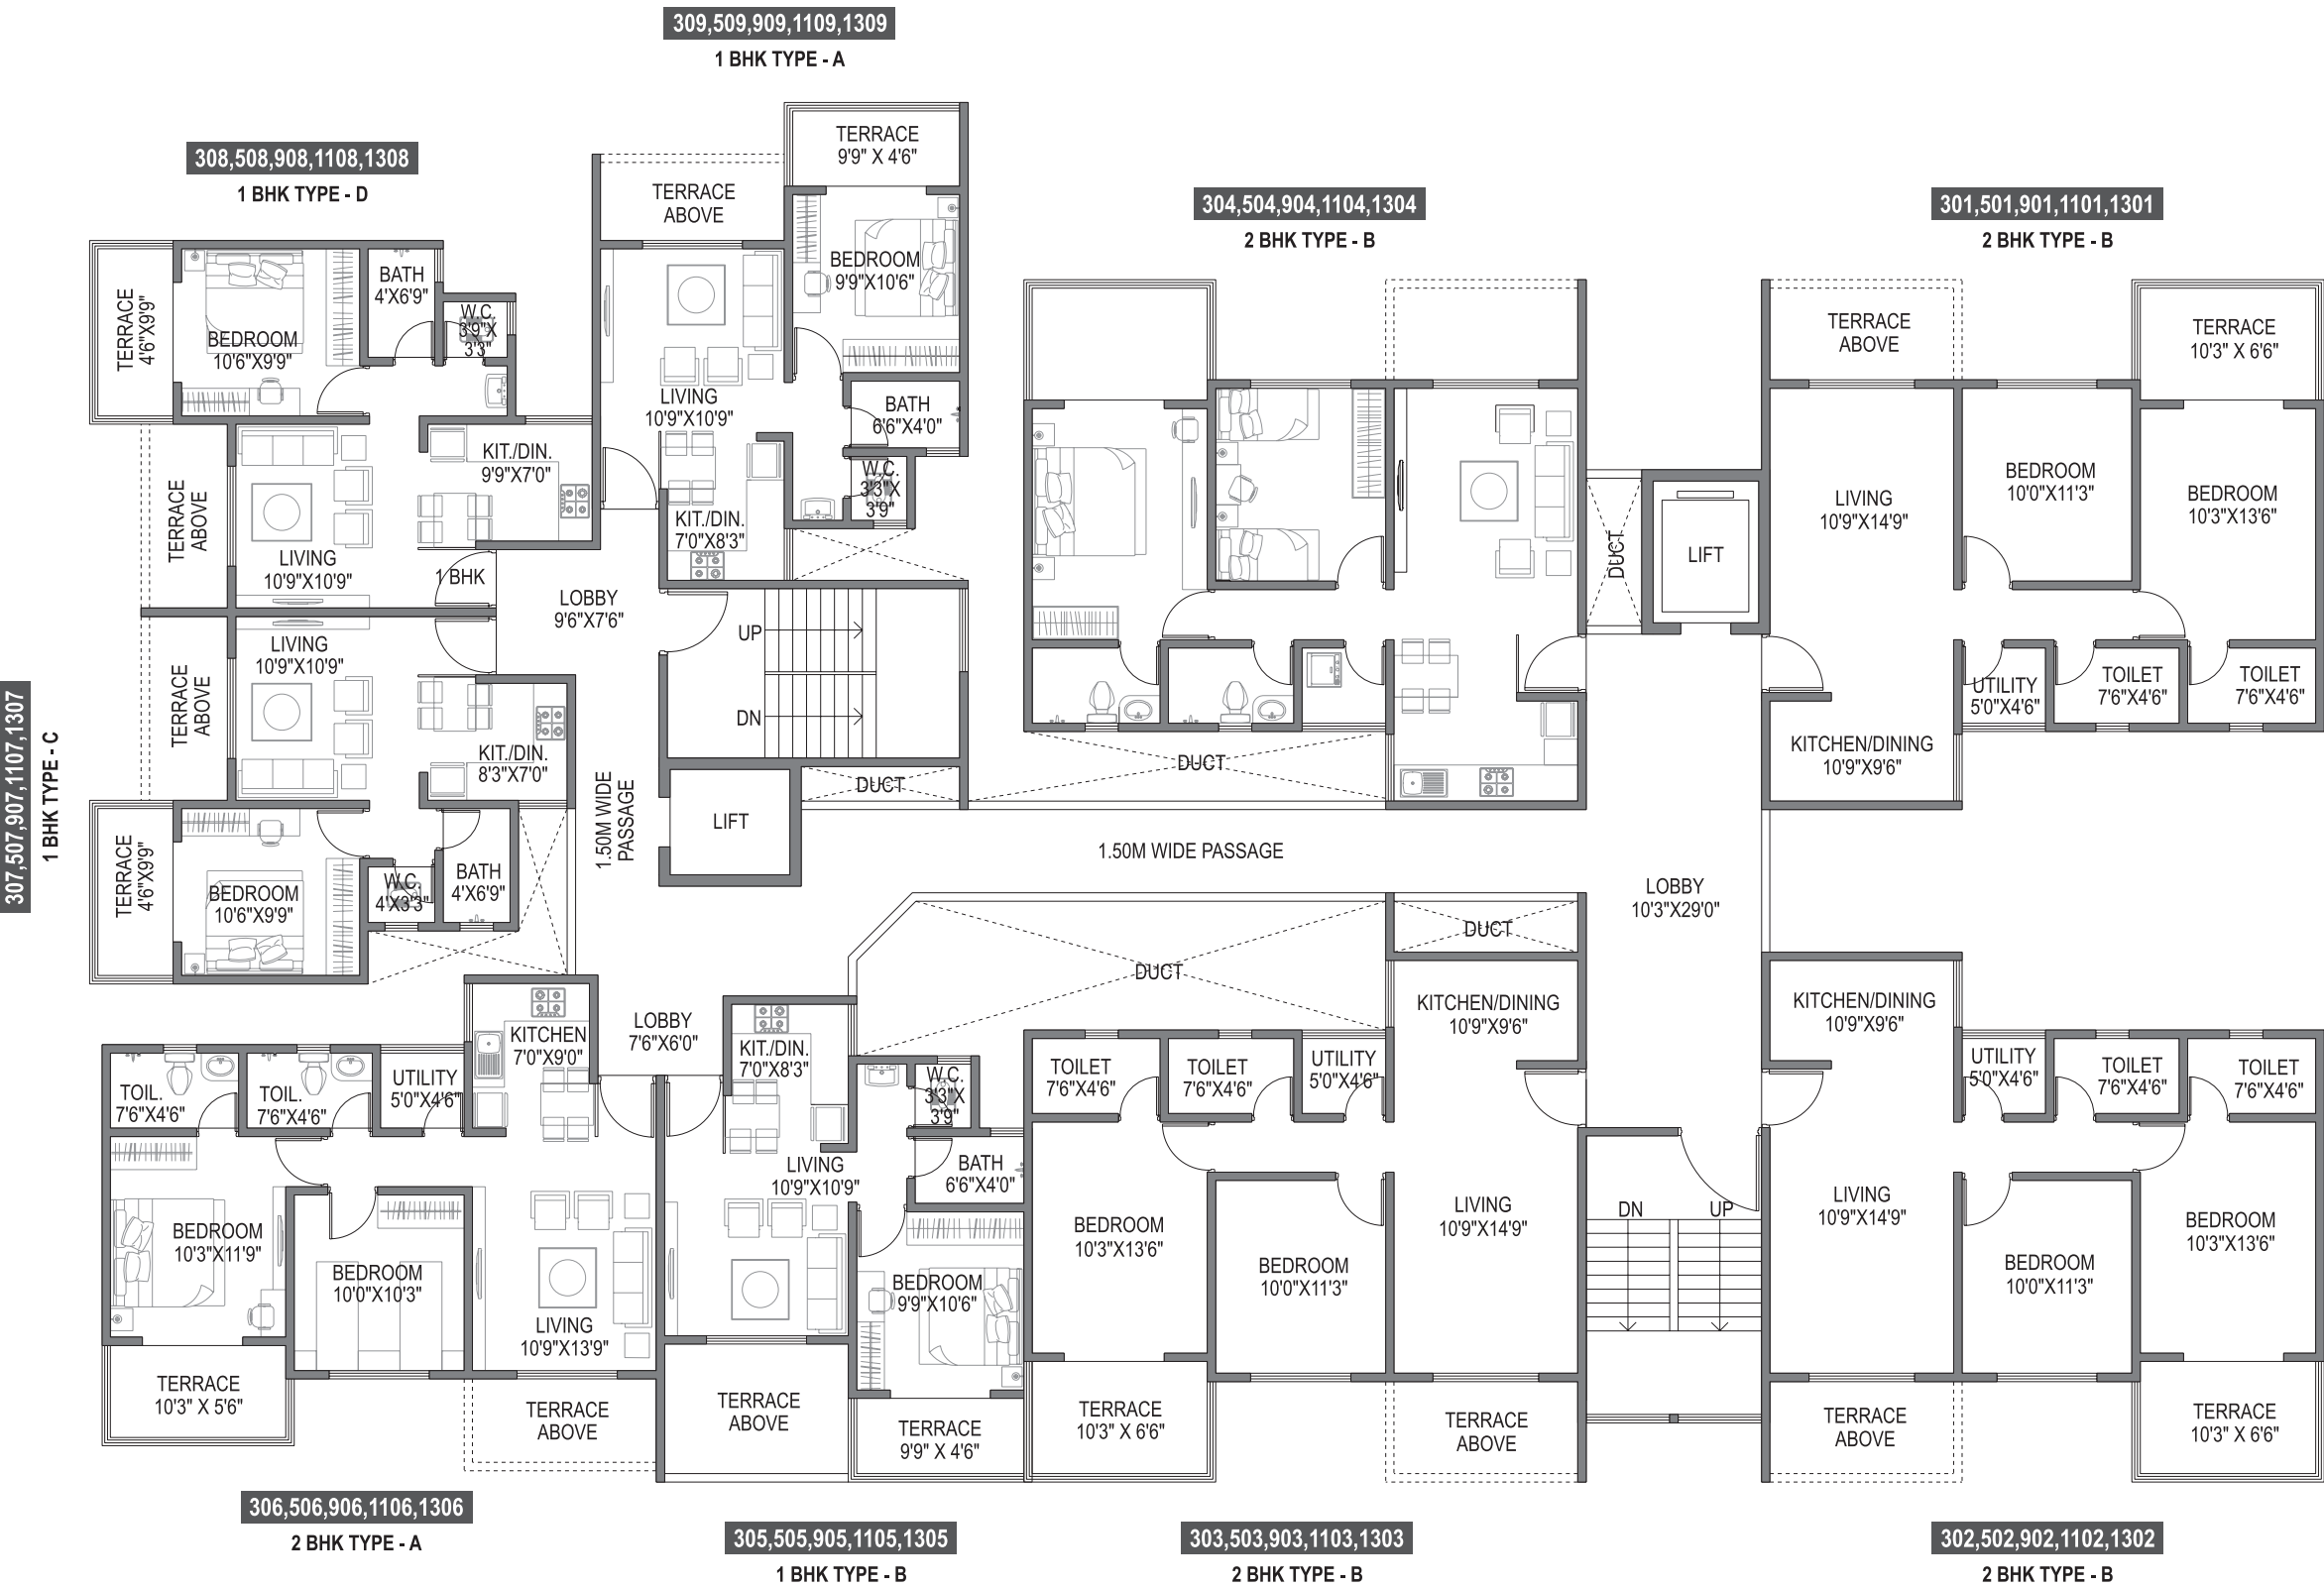 309,509,909,1109,1309
1 BHK TYPE - A
TERRACE
9'9" X 4'6"
TERRACE
ABOVE
BEDROOM
9'9"X10'6"
LIVING
10'9"X10'9"
BATH
6'6"X4'0"
W.C.
3'3"X
3'9"
KIT./DIN.
7'0"X8'3"
308,508,908,1108,1308
1 BHK TYPE - D
TERRACE
4'6"X9'9"
BEDROOM
10'6"X9'9"
BATH
4'X6'9"
W.C.
3'9"X
3'3"
KIT./DIN.
9'9"X7'0"
TERRACE
ABOVE
LIVING
10'9"X10'9"
1 BHK
LOBBY
9'6"X7'6"
UP
DN
DUCT
LIFT
1.50M WIDE
PASSAGE
307,507,907,1107,1307
1 BHK TYPE - C
TERRACE
ABOVE
LIVING
10'9"X10'9"
KIT./DIN.
8'3"X7'0"
TERRACE
4'6"X9'9"
BEDROOM
10'6"X9'9"
W.C.
4'X3'3"
BATH
4'X6'9"
304,504,904,1104,1304
2 BHK TYPE - B
DUCT
DUCT
LIFT
1.50M WIDE PASSAGE
LOBBY
10'3"X29'0"
301,501,901,1101,1301
2 BHK TYPE - B
TERRACE
ABOVE
TERRACE
10'3" X 6'6"
LIVING
10'9"X14'9"
BEDROOM
10'0"X11'3"
BEDROOM
10'3"X13'6"
UTILITY
5'0"X4'6"
TOILET
7'6"X4'6"
TOILET
7'6"X4'6"
KITCHEN/DINING
10'9"X9'6"
DUCT
DUCT
LOBBY
7'6"X6'0"
KITCHEN
7'0"X9'0"
TOIL.
7'6"X4'6"
TOIL.
7'6"X4'6"
UTILITY
5'0"X4'6"
BEDROOM
10'3"X11'9"
BEDROOM
10'0"X10'3"
LIVING
10'9"X13'9"
TERRACE
10'3" X 5'6"
TERRACE
ABOVE
306,506,906,1106,1306
2 BHK TYPE - A
KIT./DIN.
7'0"X8'3"
W.C.
3'3"X
3'9"
LIVING
10'9"X10'9"
BATH
6'6"X4'0"
BEDROOM
9'9"X10'6"
TERRACE
ABOVE
TERRACE
9'9" X 4'6"
305,505,905,1105,1305
1 BHK TYPE - B
KITCHEN/DINING
10'9"X9'6"
TOILET
7'6"X4'6"
TOILET
7'6"X4'6"
UTILITY
5'0"X4'6"
BEDROOM
10'3"X13'6"
BEDROOM
10'0"X11'3"
LIVING
10'9"X14'9"
TERRACE
10'3" X 6'6"
TERRACE
ABOVE
303,503,903,1103,1303
2 BHK TYPE - B
DN
UP
KITCHEN/DINING
10'9"X9'6"
UTILITY
5'0"X4'6"
TOILET
7'6"X4'6"
TOILET
7'6"X4'6"
LIVING
10'9"X14'9"
BEDROOM
10'3"X13'6"
BEDROOM
10'0"X11'3"
TERRACE
ABOVE
TERRACE
10'3" X 6'6"
302,502,902,1102,1302
2 BHK TYPE - B